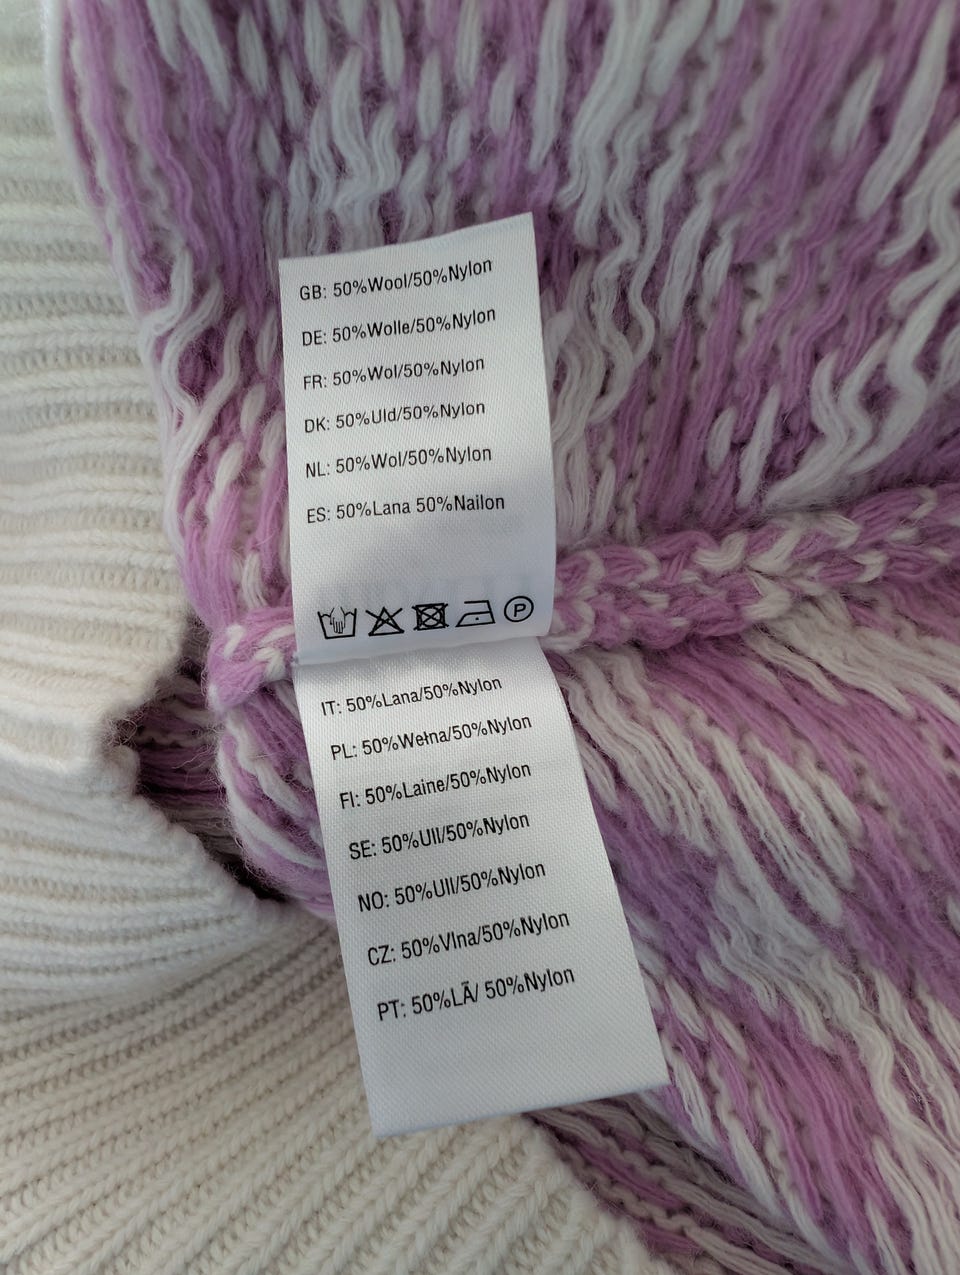 GB: 50%Wool/50%Nylon
DE: 50%Wolle/50%Nylon
FR: 50%Wol/50%Nylon
DK: 50%Uld/50%Nylon
NL: 50%Wol/50%Nylon
ES: 50%Lana 50%Nailon
P
IT: 50%Lana/50%Nylon
PL: 50%Wełna/50%Nylon
FI: 50%Laine/50%Nylon
SE: 50%Ull/50%Nylon
NO: 50%Ull/50%Nylon
CZ: 50%Vlna/50%Nylon
PT: 50%LÃ/ 50%Nylon